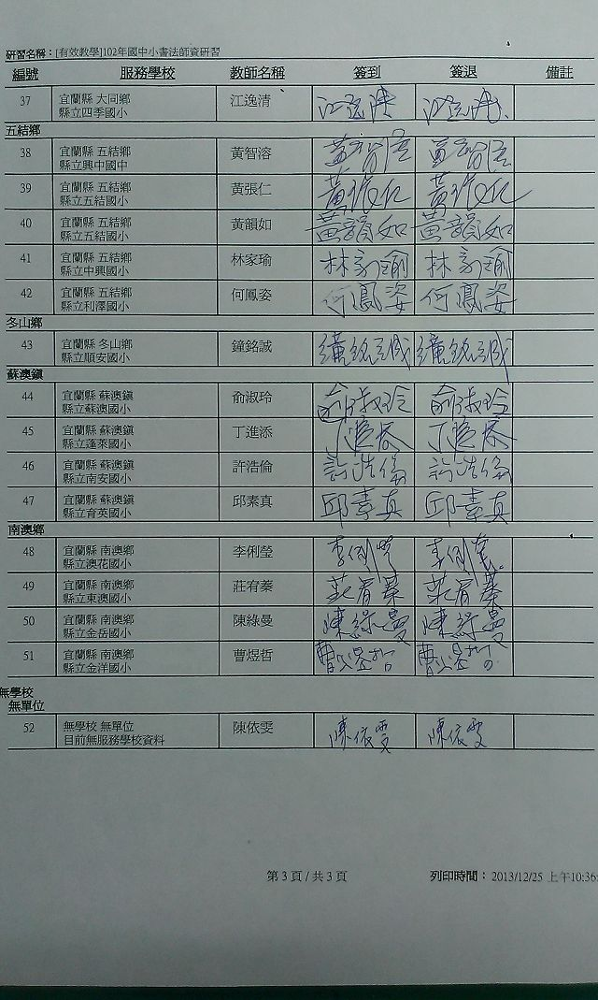 研習名稱：[有效教學]102年國中小書法師資研習
編號 服務學校 教師名稱 簽到 簽退 備註
37 宜蘭縣 大同鄉 江逸清 江逸清 江逸清
縣立四季國小
五結鄉
38 宜蘭縣 五結鄉 黃智溶 黃智溶 黃智溶
縣立興中國中
39 宜蘭縣 五結鄉 黃張仁 黃張仁 黃張仁
縣立五結國小
40 宜蘭縣 五結鄉 黃韻如 黃韻如 黃韻如
縣立五結國小
41 宜蘭縣 五結鄉 林家瑜 林家瑜 林家瑜
縣立中興國小
42 宜蘭縣 五結鄉 何鳳姿 何鳳姿 何鳳姿
縣立利澤國小
冬山鄉
43 宜蘭縣 冬山鄉 鐘銘誠 鐘銘誠 鐘銘誠
縣立順安國小
蘇澳鎮
44 宜蘭縣 蘇澳鎮 俞淑玲 俞淑玲 俞淑玲
縣立蘇澳國小
45 宜蘭縣 蘇澳鎮 丁進添 丁進添 丁進添
縣立蓬萊國小
46 宜蘭縣 蘇澳鎮 許浩倫 許浩倫 許浩倫
縣立南安國小
47 宜蘭縣 蘇澳鎮 邱素真 邱素真 邱素真
縣立育英國小
南澳鄉
48 宜蘭縣 南澳鄉 李俐瑩 李俐瑩 李俐瑩
縣立澳花國小
49 宜蘭縣 南澳鄉 莊宥蓁 莊宥蓁 莊宥蓁
縣立東澳國小
50 宜蘭縣 南澳鄉 陳綠曼 陳綠曼 陳綠曼
縣立金岳國小
51 宜蘭縣 南澳鄉 曹煜哲 曹煜哲 曹煜哲
縣立金洋國小
無學校
無單位
52 無學校 無單位 陳依雯 陳依雯 陳依雯
目前無服務學校資料
第 3 頁 / 共 3 頁 列印時間： 2013/12/25 上午10:36: